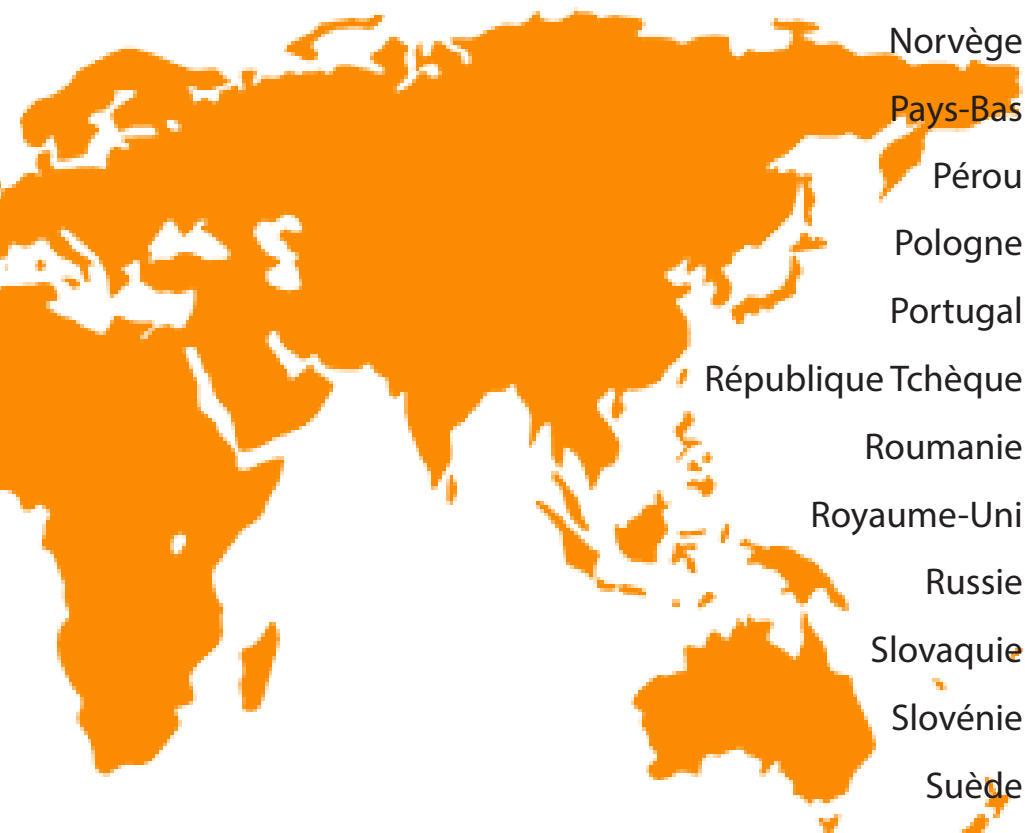 Norvège
Pays-Bas
Pérou
Pologne
Portugal
République Tchèque
Roumanie
Royaume-Uni
Russie
Slovaquie
Slovénie
Suède